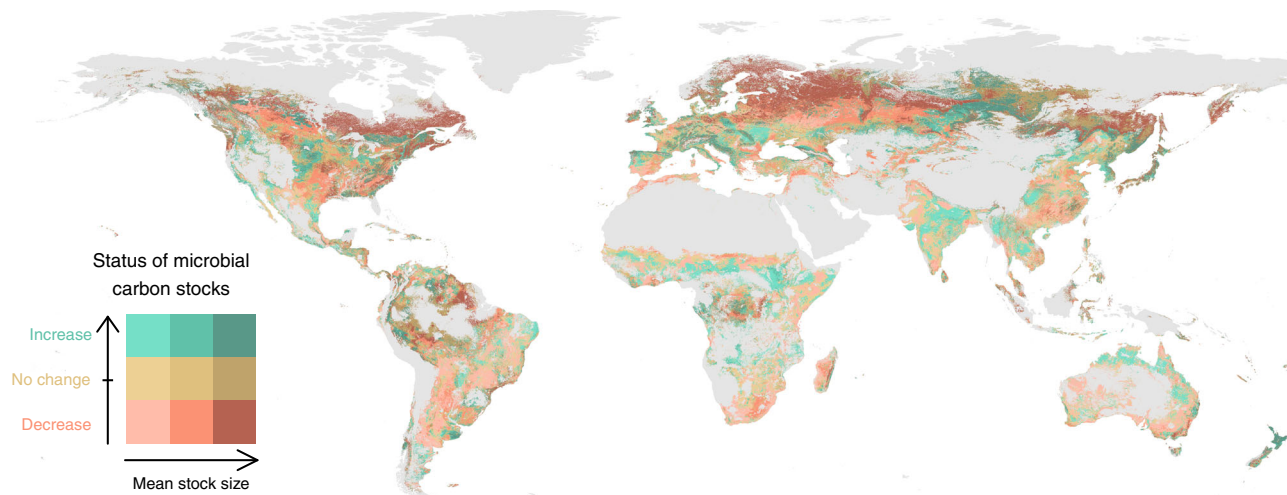 Status of microbial
carbon stocks
Increase
No change
Decrease
Mean stock size